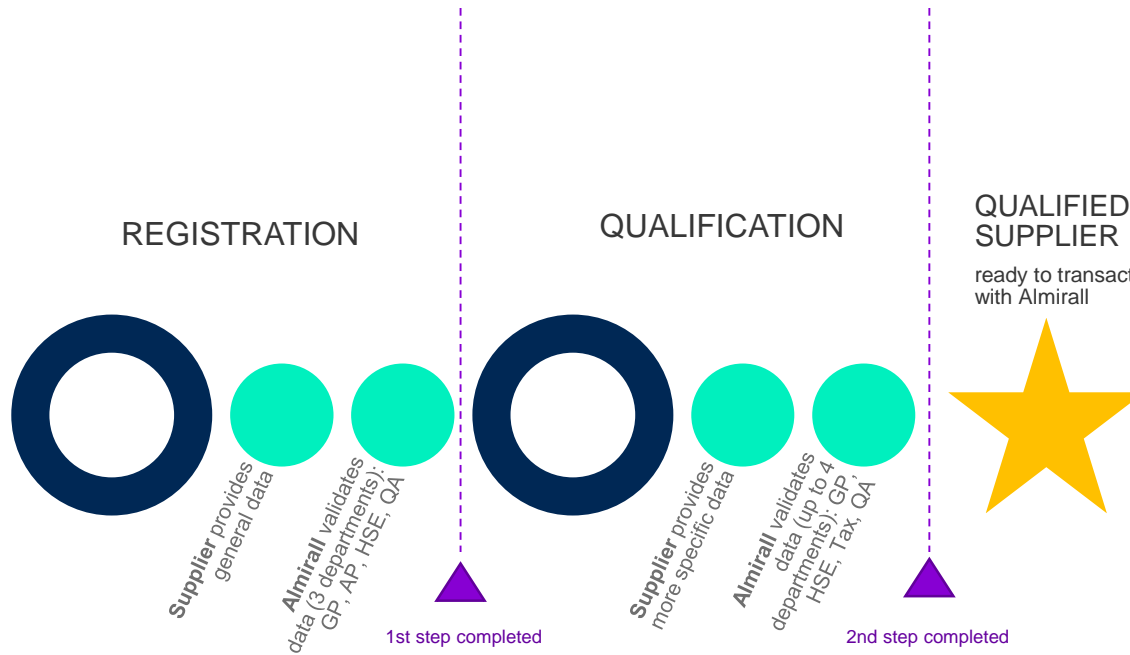 REGISTRATION
Supplier provides
general data
Almirall validates
data (3 departments):
GP, AP, HSE, QA
1st step completed
QUALIFICATION
Supplier provides
more specific data
Almirall validates
data (up to 4
departments): GP,
HSE, Tax, QA
2nd step completed
QUALIFIED
SUPPLIER
ready to transact
with Almirall